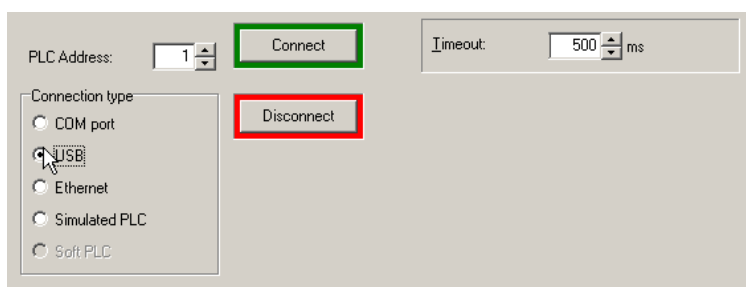 PLC Address: 1 Connect Timeout: 500 ms
Connection type
COM port Disconnect
USB
Ethernet
Simulated PLC
Soft PLC